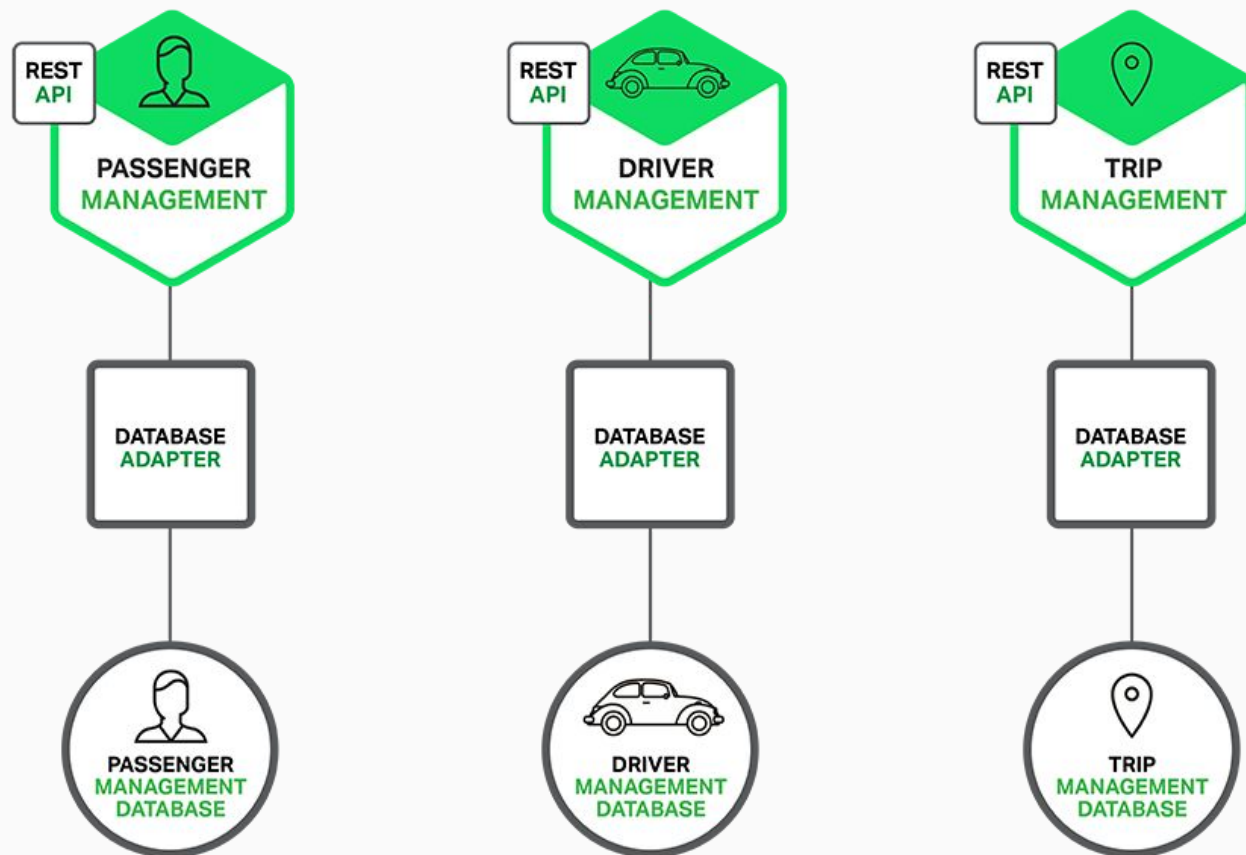 REST
API
PASSENGER
MANAGEMENT
REST
API
DRIVER
MANAGEMENT
REST
API
TRIP
MANAGEMENT
DATABASE
ADAPTER
DATABASE
ADAPTER
DATABASE
ADAPTER
PASSENGER
MANAGEMENT
DATABASE
DRIVER
MANAGEMENT
DATABASE
TRIP
MANAGEMENT
DATABASE